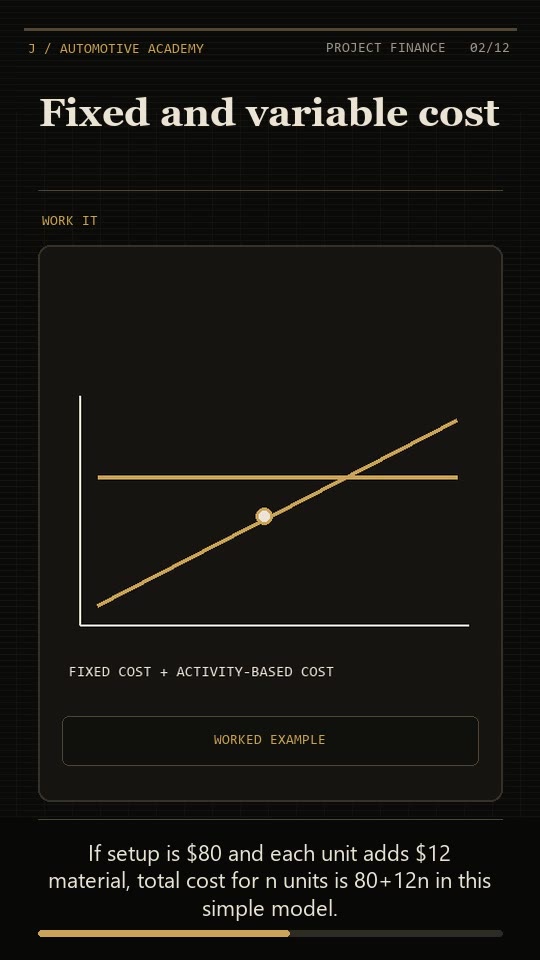 J / AUTOMOTIVE ACADEMY
PROJECT FINANCE 02/12
Fixed and variable cost
WORK IT
FIXED COST + ACTIVITY-BASED COST
WORKED EXAMPLE
If setup is $80 and each unit adds $12
material, total cost for n units is 80+12n in this
simple model.